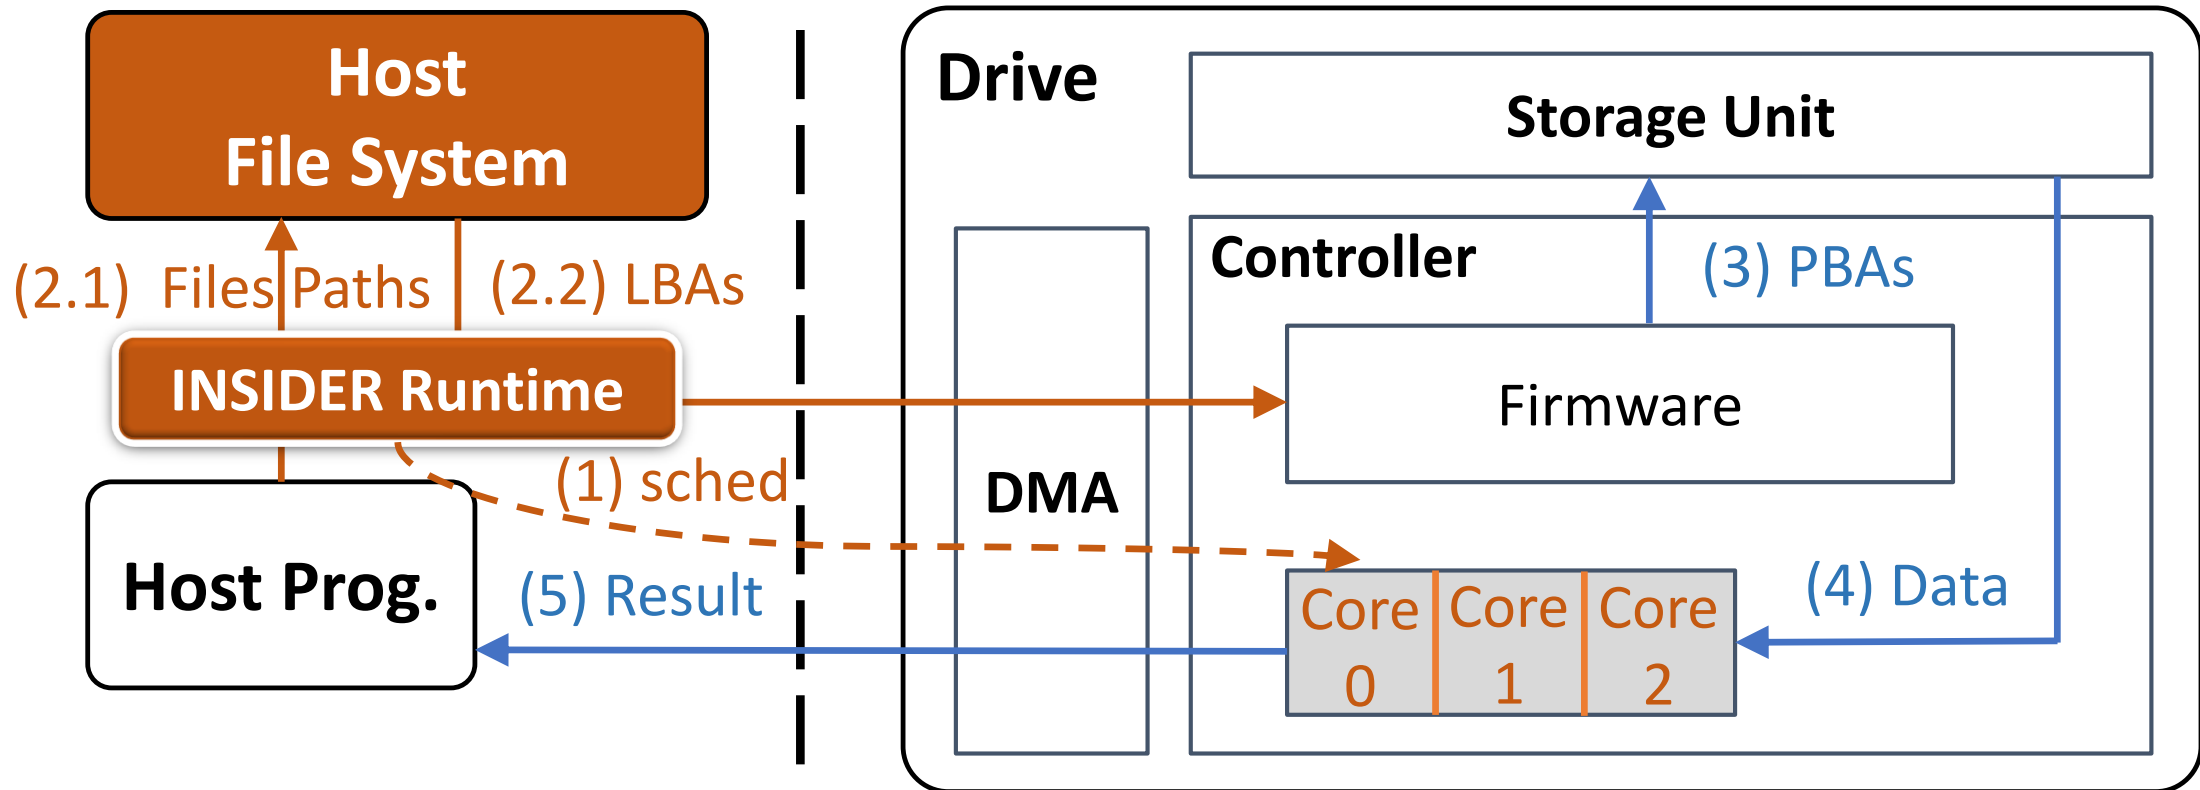 Host
File System
(2.1) Files Paths
(2.2) LBAs
INSIDER Runtime
(1) sched
Host Prog.
(5) Result
Drive
Storage Unit
DMA
Controller
(3) PBAs
Firmware
Core
0
Core
1
Core
2
(4) Data